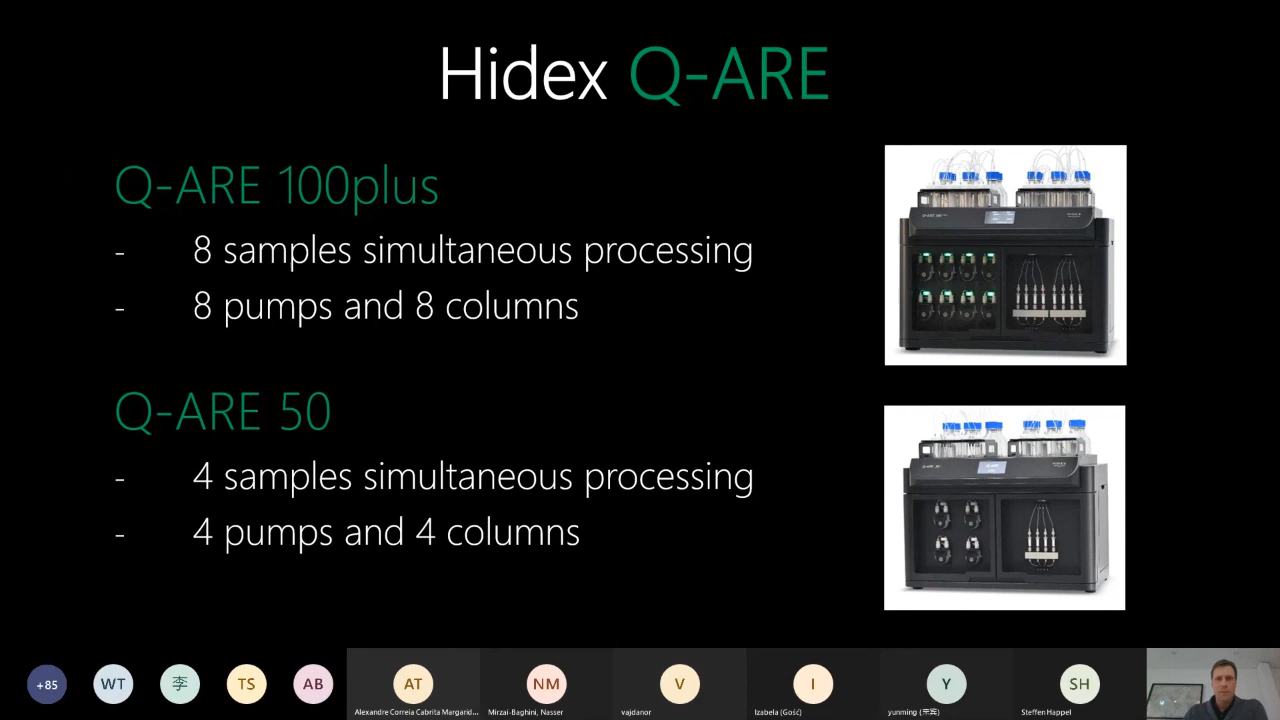 Hidex Q-ARE
Q-ARE 100plus
- 8 samples simultaneous processing
- 8 pumps and 8 columns
Q-ARE 50
- 4 samples simultaneous processing
- 4 pumps and 4 columns
+85
WT
李
TS
AB
AT
NM
V
I
Y
SH
Alexandre Correia Cabrita Margarid...
Mirzai-Baghini, Nasser
vajdanor
Izabela (Gość)
yunming (来宾)
Steffen Happel